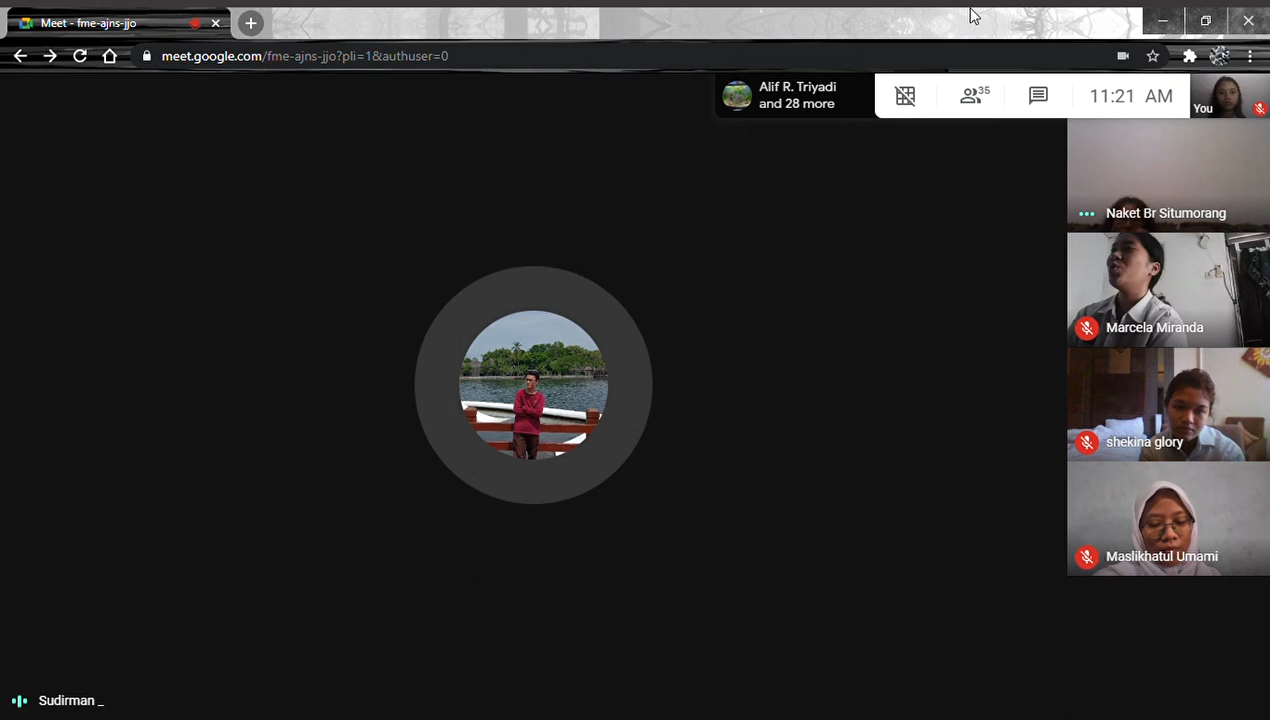 Meet - fme-ajns-jjo
meet.google.com/fme-ajns-jjo?pli=1&authuser=0
Alif R. Triyadi
and 28 more
35
11:21 AM
You
Naket Br Situmorang
Marcela Miranda
shekina glory
Maslikhatul Umami
Sudirman _